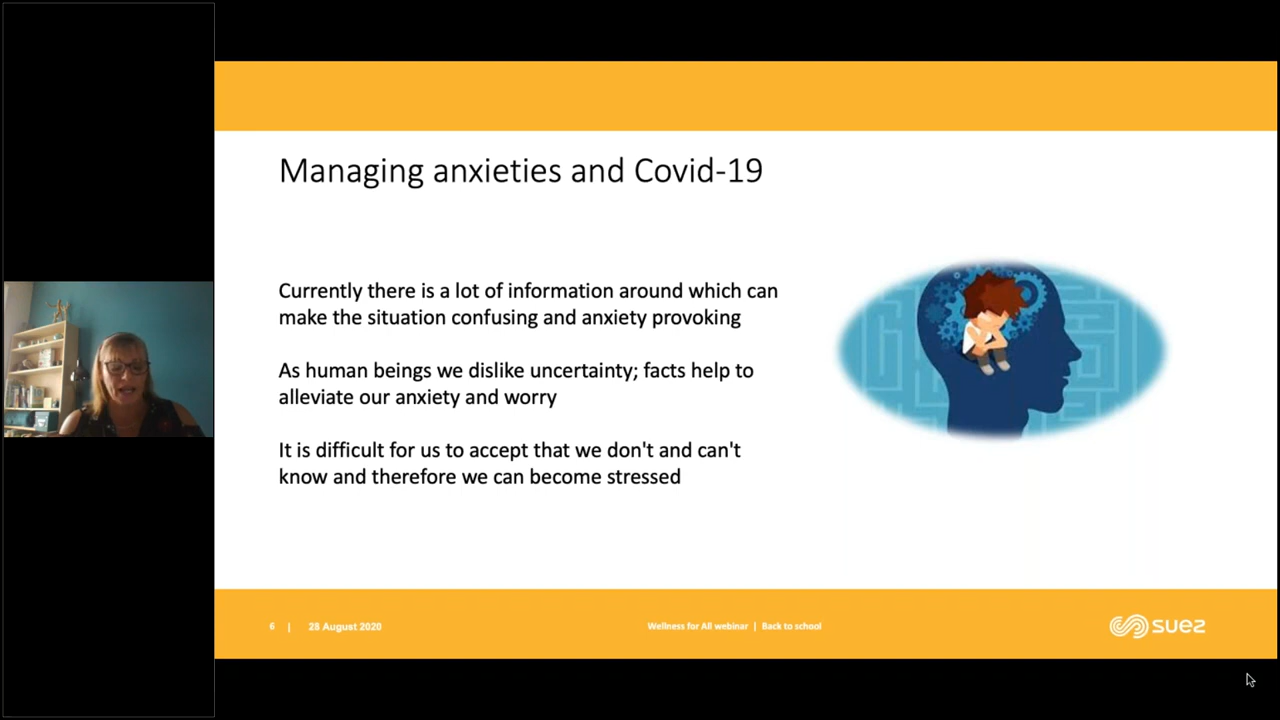 Managing anxieties and Covid-19
Currently there is a lot of information around which can
make the situation confusing and anxiety provoking
As human beings we dislike uncertainty; facts help to
alleviate our anxiety and worry
It is difficult for us to accept that we don't and can't
know and therefore we can become stressed
6 | 28 August 2020
Wellness for All webinar | Back to school
suez